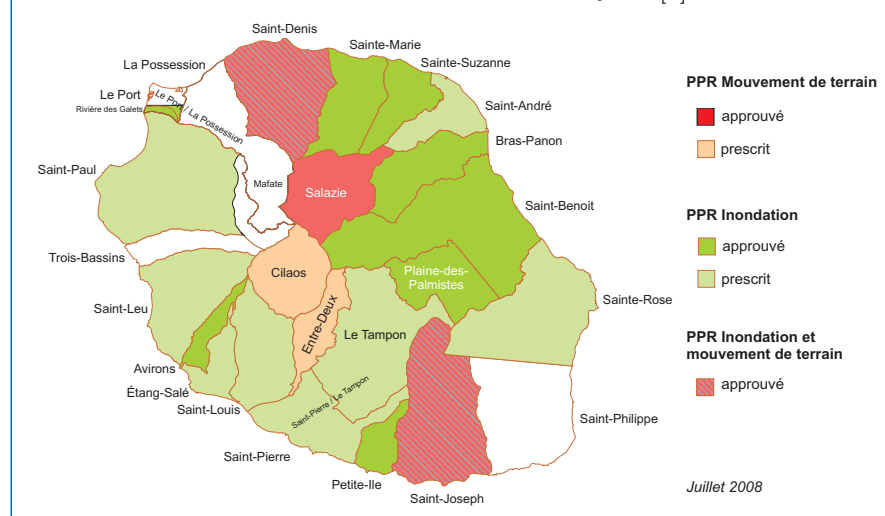 Saint-Denis
Sainte-Marie
La Possession
Sainte-Suzanne
Le Port
Le Port / La Possession
Rivière des Galets
Saint-André
Bras-Panon
Saint-Paul
Mafate
Salazie
Saint-Benoit
Trois-Bassins
Cilaos
Plaine-des-
Palmistes
Sainte-Rose
Saint-Leu
Entre-Deux
Le Tampon
Avirons
Étang-Salé
Saint-Louis
Saint-Pierre / Le Tampon
Saint-Philippe
Saint-Pierre
Petite-Ile
Saint-Joseph
PPR Mouvement de terrain
approuvé
prescrit
PPR Inondation
approuvé
prescrit
PPR Inondation et
mouvement de terrain
approuvé
Juillet 2008